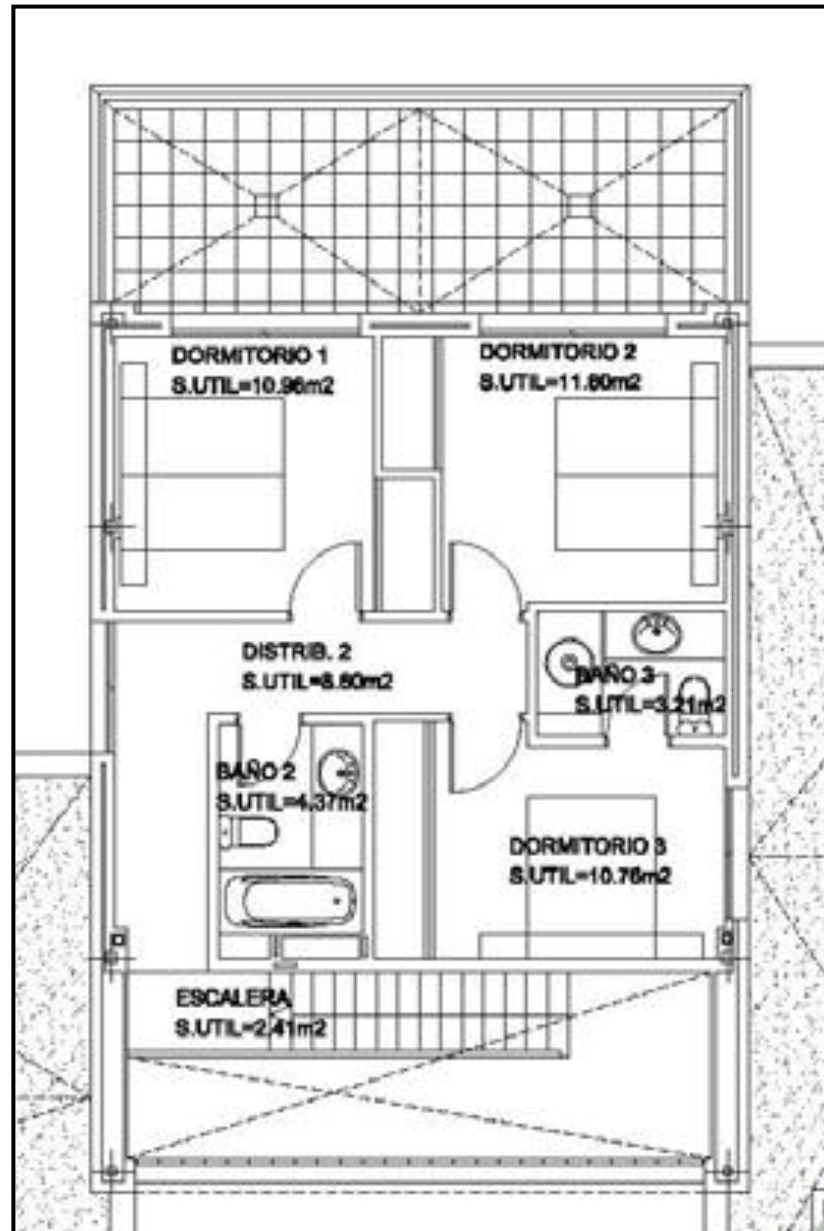 DORMITORIO 1
S.UTIL=10.96m2
DORMITORIO 2
S.UTIL=11.80m2
DISTRIB. 2
S.UTIL=8.60m2
BAÑO 3
S.UTIL=3.21m2
BAÑO 2
S.UTIL=4.37m2
DORMITORIO 3
S.UTIL=10.76m2
ESCALERA
S.UTIL=2.41m2